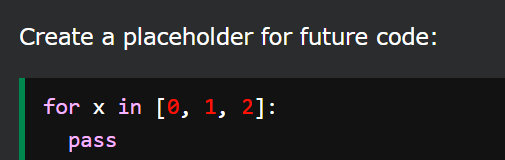 Create a placeholder for future code:
for x in [0, 1, 2]:
  pass